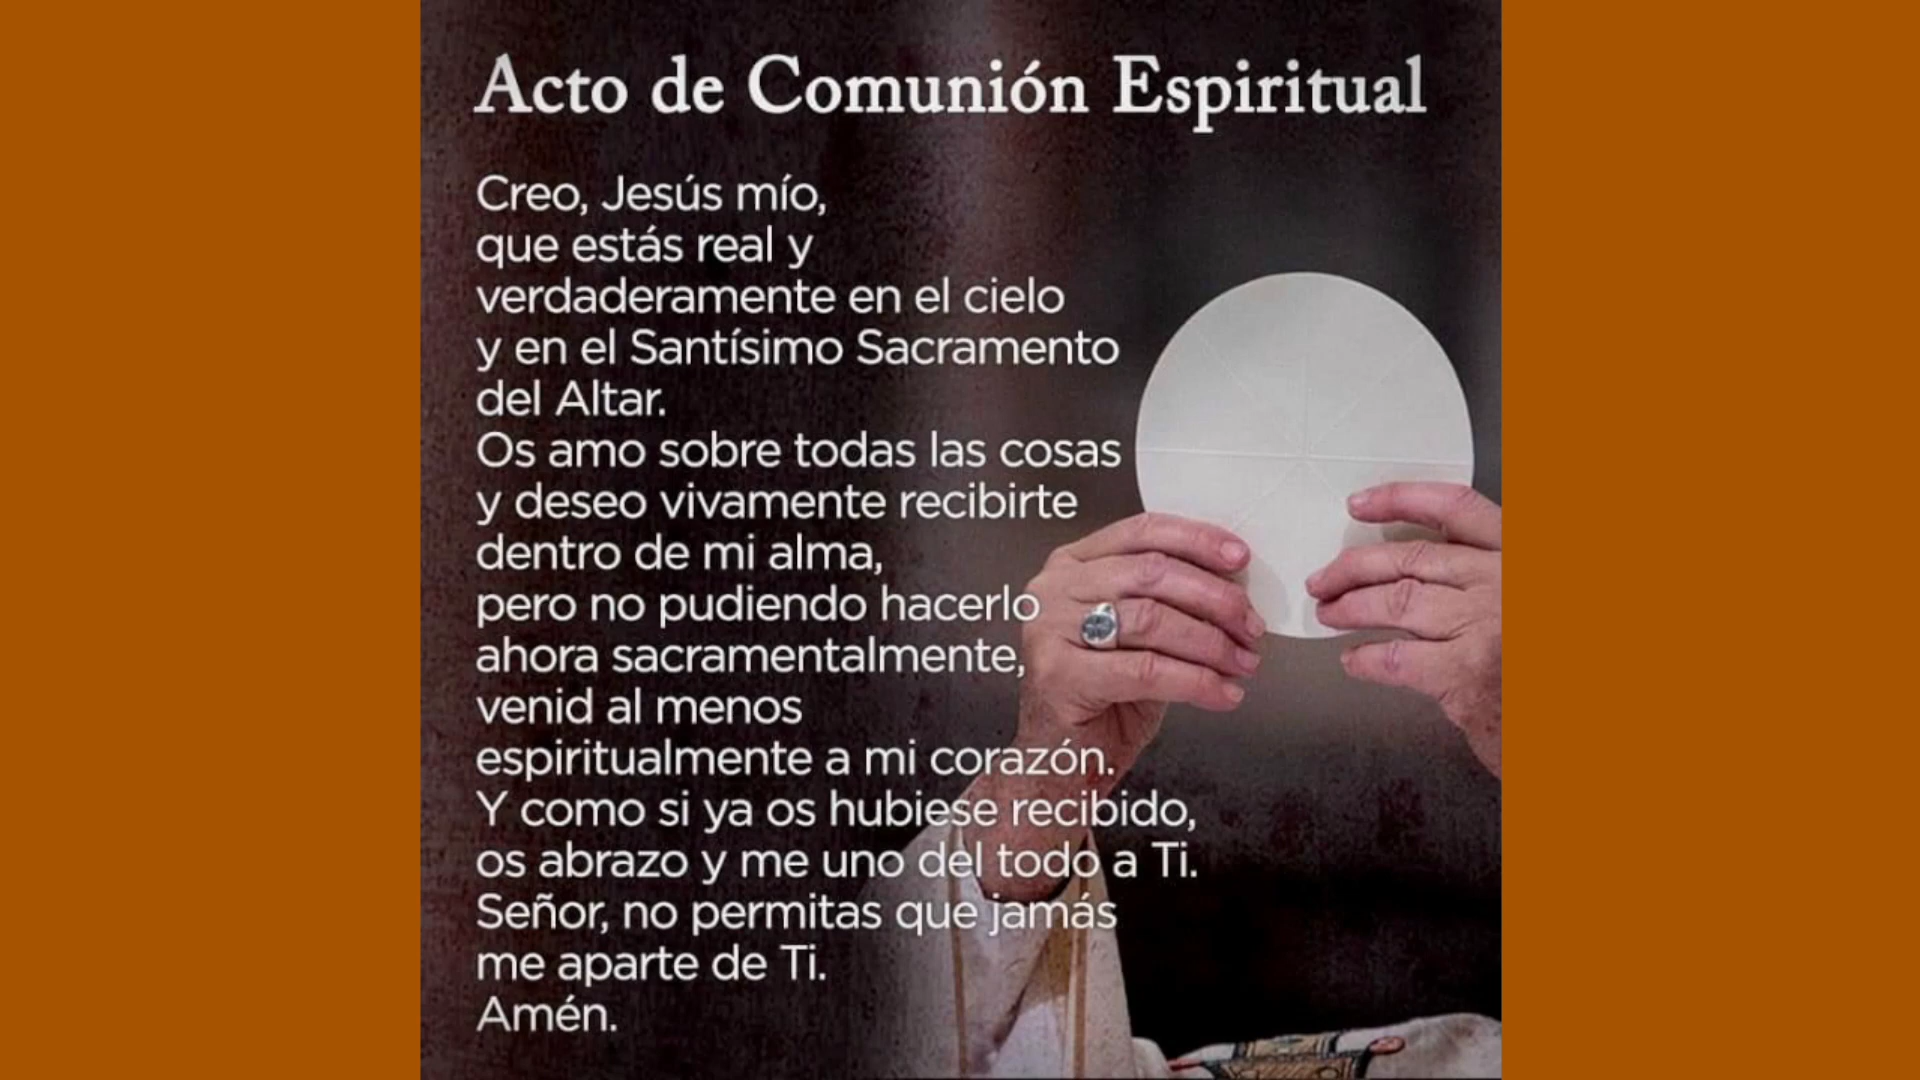 Acto de Comunión Espiritual
Creo, Jesús mío,
que estás real y
verdaderamente en el cielo
y en el Santísimo Sacramento
del Altar.
Os amo sobre todas las cosas
y deseo vivamente recibirte
dentro de mi alma,
pero no pudiendo hacerlo
ahora sacramentalmente,
venid al menos
espiritualmente a mi corazón.
Y como si ya os hubiese recibido,
os abrazo y me uno del todo a Ti.
Señor, no permitas que jamás
me aparte de Ti.
Amén.